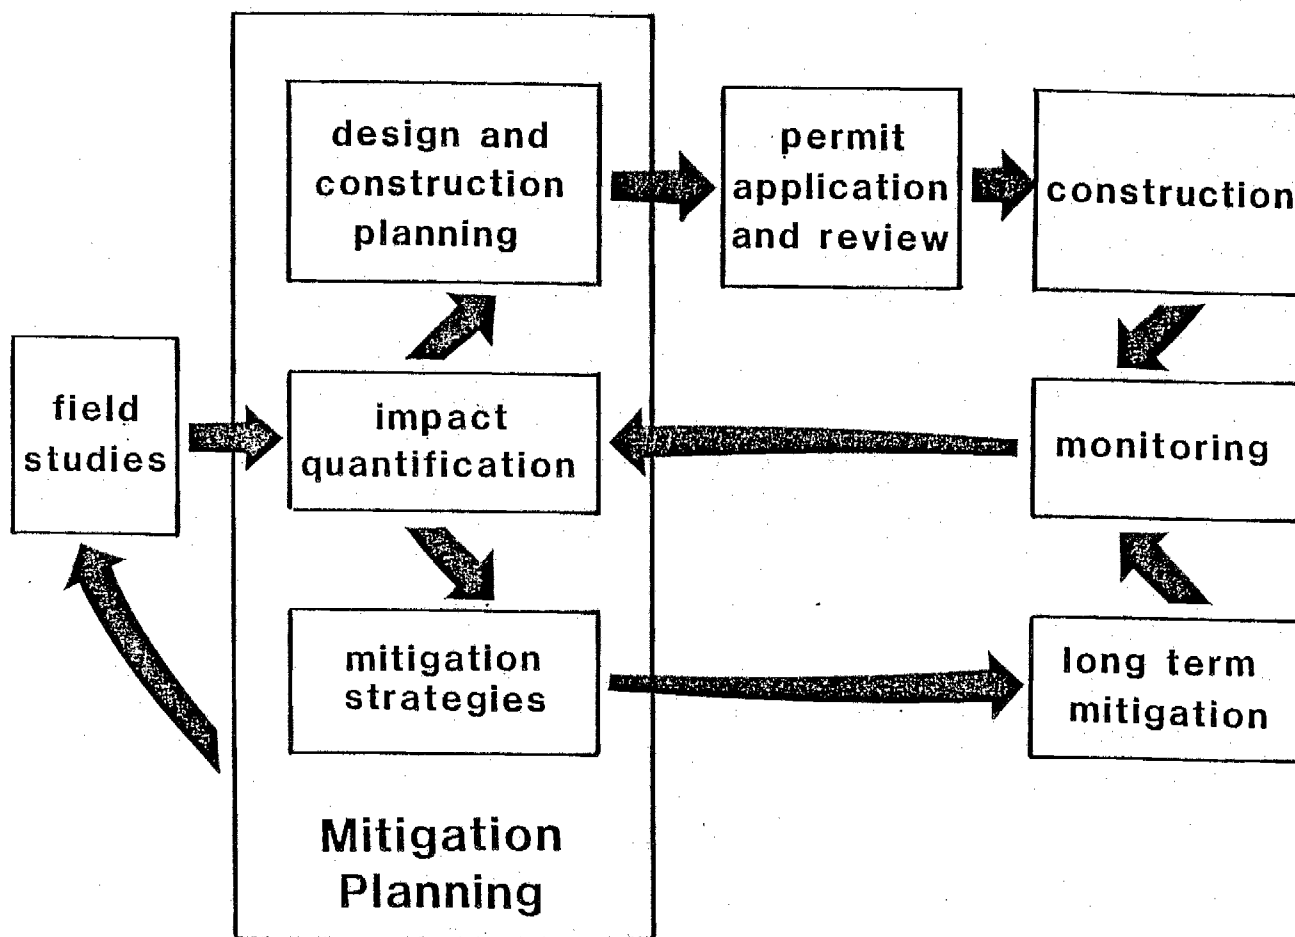 design and
construction
planning
permit
application
and review
construction
field
studies
impact
quantification
monitoring
mitigation
strategies
long term
mitigation
Mitigation
Planning